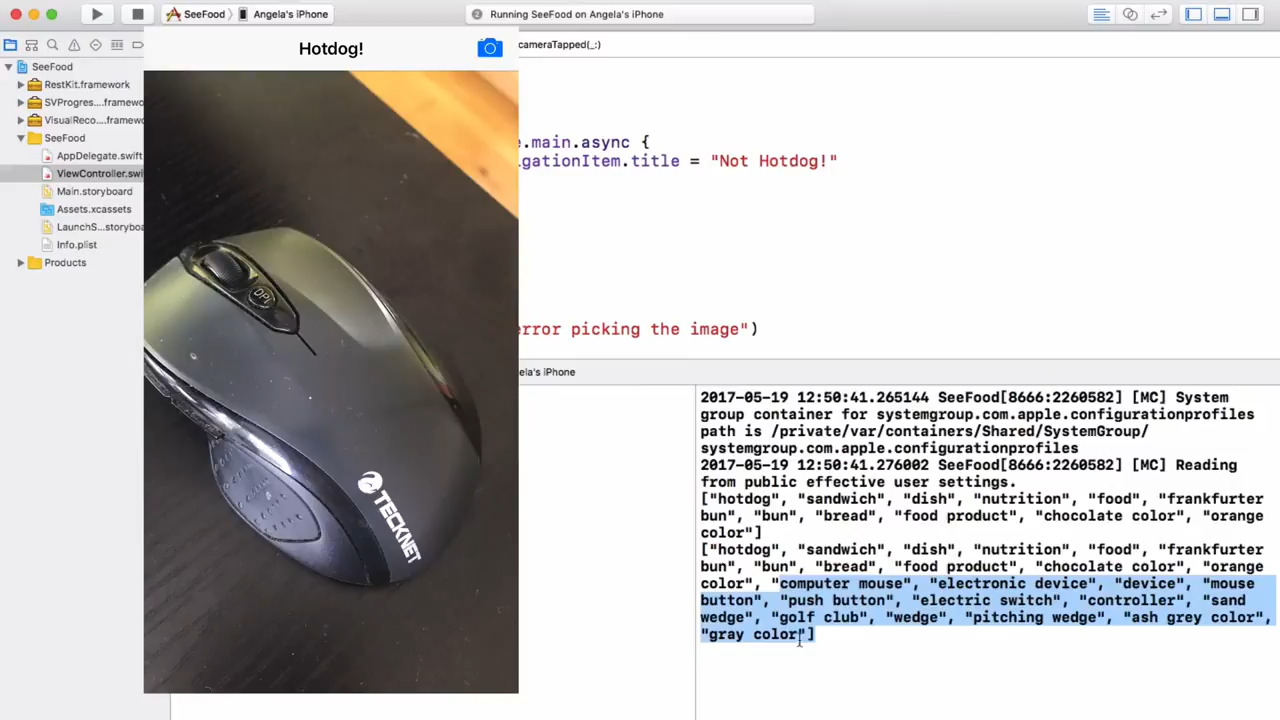 SeeFood
Angela's iPhone
Running SeeFood on Angela's iPhone
Hotdog!
cameraTapped(_:)
SeeFood
RestKit.framework
SVProgres....framework
VisualReco...framewo
SeeFood
AppDelegate.swift
ViewController.swi
Main.storyboard
Assets.xcassets
LaunchS...storyboa
Info.plist
Products
DPI
TECKNET
e.main.async {
igationItem.title = "Not Hotdog!"
error picking the image")
ela's iPhone
2017-05-19 12:50:41.265144 SeeFood[8666:2260582] [MC] System
group container for systemgroup.com.apple.configurationprofiles
path is /private/var/containers/Shared/SystemGroup/
systemgroup.com.apple.configurationprofiles
2017-05-19 12:50:41.276002 SeeFood[8666:2260582] [MC] Reading
from public effective user settings.
["hotdog", "sandwich", "dish", "nutrition", "food", "frankfurter
bun", "bun", "bread", "food product", "chocolate color", "orange
color"]
["hotdog", "sandwich", "dish", "nutrition", "food", "frankfurter
bun", "bun", "bread", "food product", "chocolate color", "orange
color", "computer mouse", "electronic device", "device", "mouse
button", "push button", "electric switch", "controller", "sand
wedge", "golf club", "wedge", "pitching wedge", "ash grey color",
"gray color"]